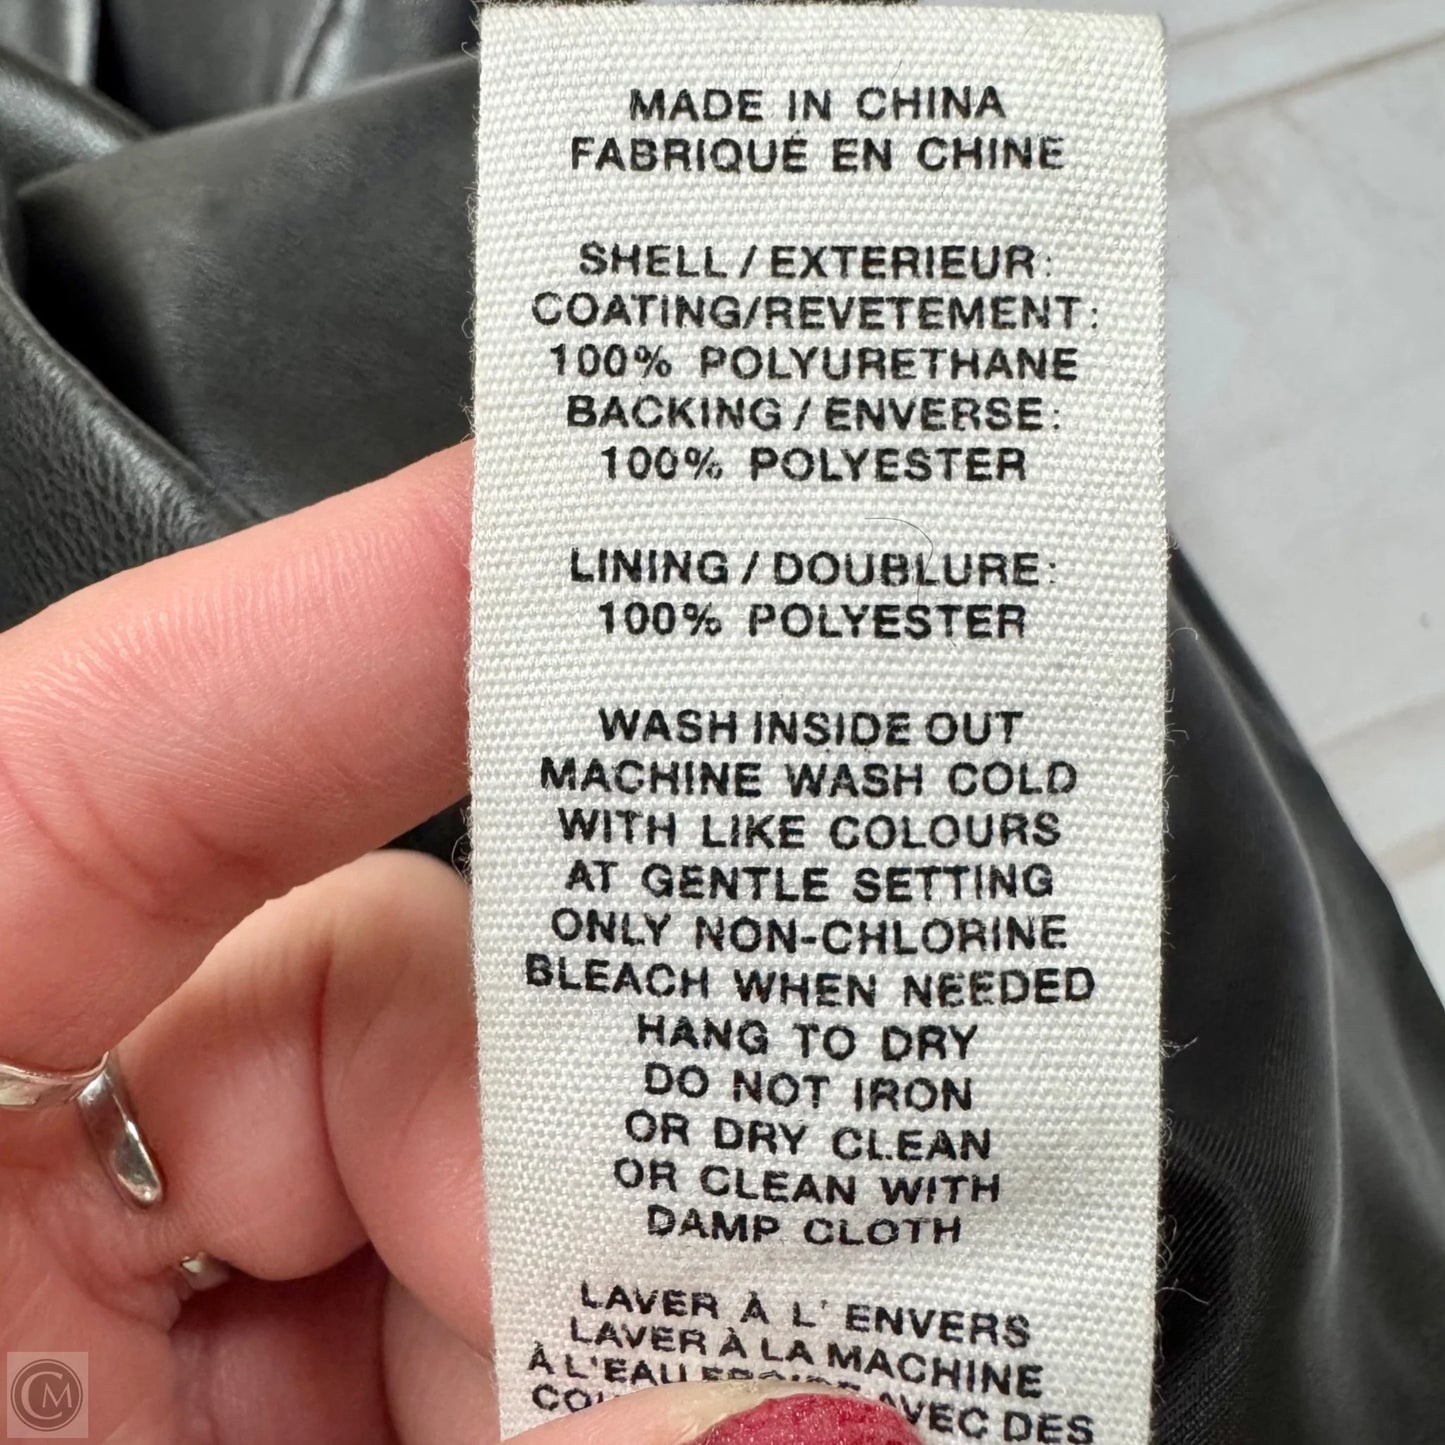 MADE IN CHINA
FABRIQUÉ EN CHINE
SHELL / EXTERIEUR:
COATING/REVETEMENT:
100% POLYURETHANE
BACKING / ENVERSE:
100% POLYESTER
LINING / DOUBLURE:
100% POLYESTER
WASH INSIDE OUT
MACHINE WASH COLD
WITH LIKE COLOURS
AT GENTLE SETTING
ONLY NON-CHLORINE
BLEACH WHEN NEEDED
HANG TO DRY
DO NOT IRON
OR DRY CLEAN
OR CLEAN WITH
DAMP CLOTH
LAVER À L' ENVERS
LAVER À LA MACHINE
À L'EAU AVEC DES
CM